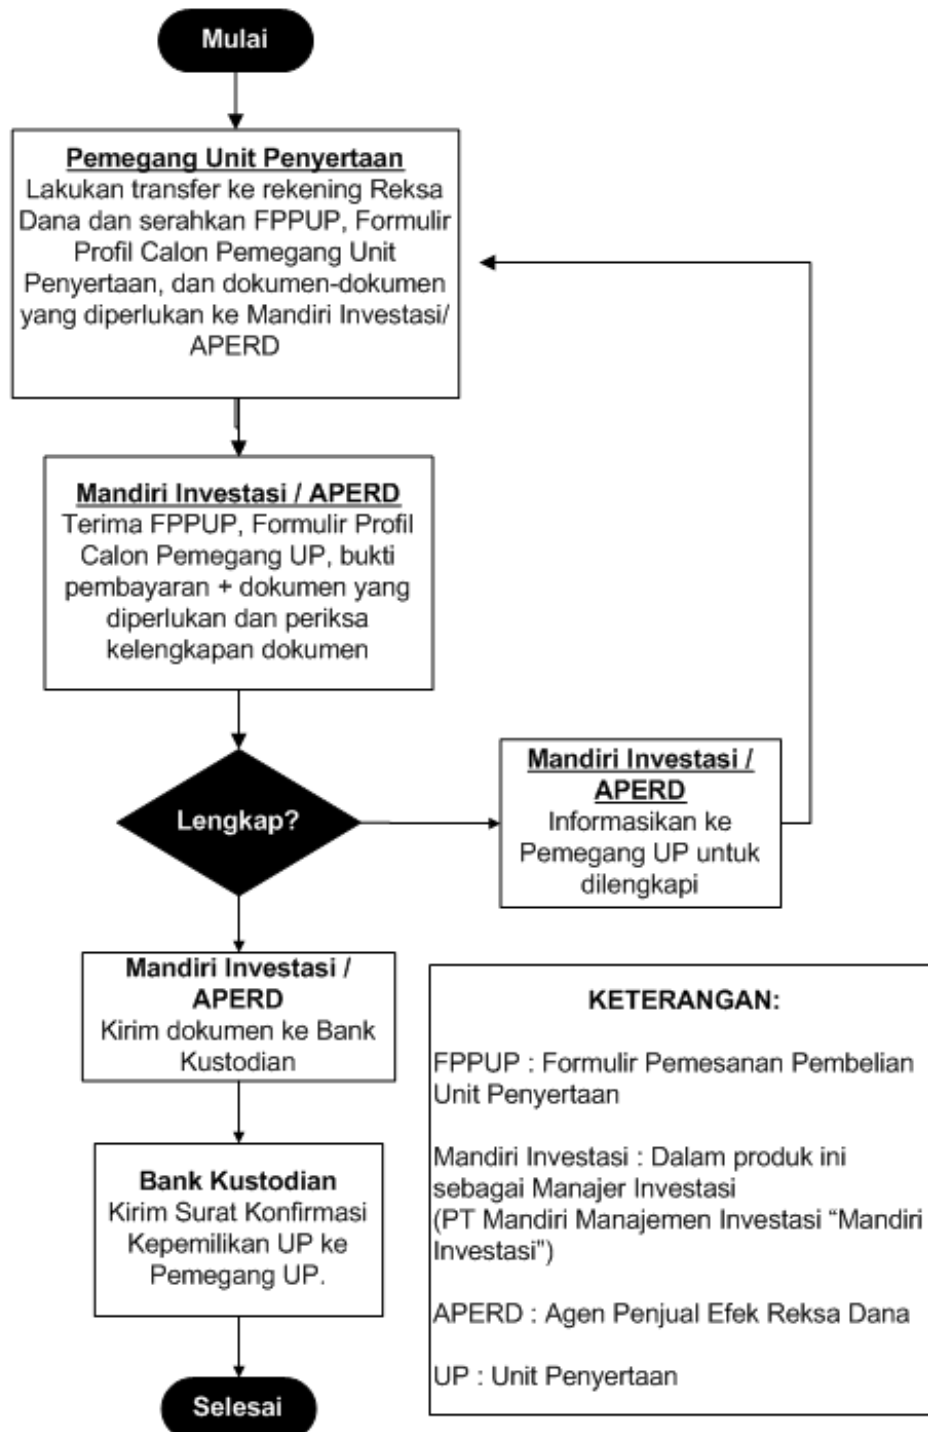 Mulai
Pemegang Unit Penyertaan
Lakukan transfer ke rekening Reksa
Dana dan serahkan FPPUP, Formulir
Profil Calon Pemegang Unit
Penyertaan, dan dokumen-dokumen
yang diperlukan ke Mandiri Investasi/
APERD
Mandiri Investasi / APERD
Terima FPPUP, Formulir Profil
Calon Pemegang UP, bukti
pembayaran + dokumen yang
diperlukan dan periksa
kelengkapan dokumen
Lengkap?
Mandiri Investasi /
APERD
Informasikan ke
Pemegang UP untuk
dilengkapi
Mandiri Investasi /
APERD
Kirim dokumen ke Bank
Kustodian
Bank Kustodian
Kirim Surat Konfirmasi
Kepemilikan UP ke
Pemegang UP.
Selesai
KETERANGAN:
FPPUP : Formulir Pemesanan Pembelian
Unit Penyertaan
Mandiri Investasi : Dalam produk ini
sebagai Manajer Investasi
(PT Mandiri Manajemen Investasi “Mandiri
Investasi”)
APERD : Agen Penjual Efek Reksa Dana
UP : Unit Penyertaan